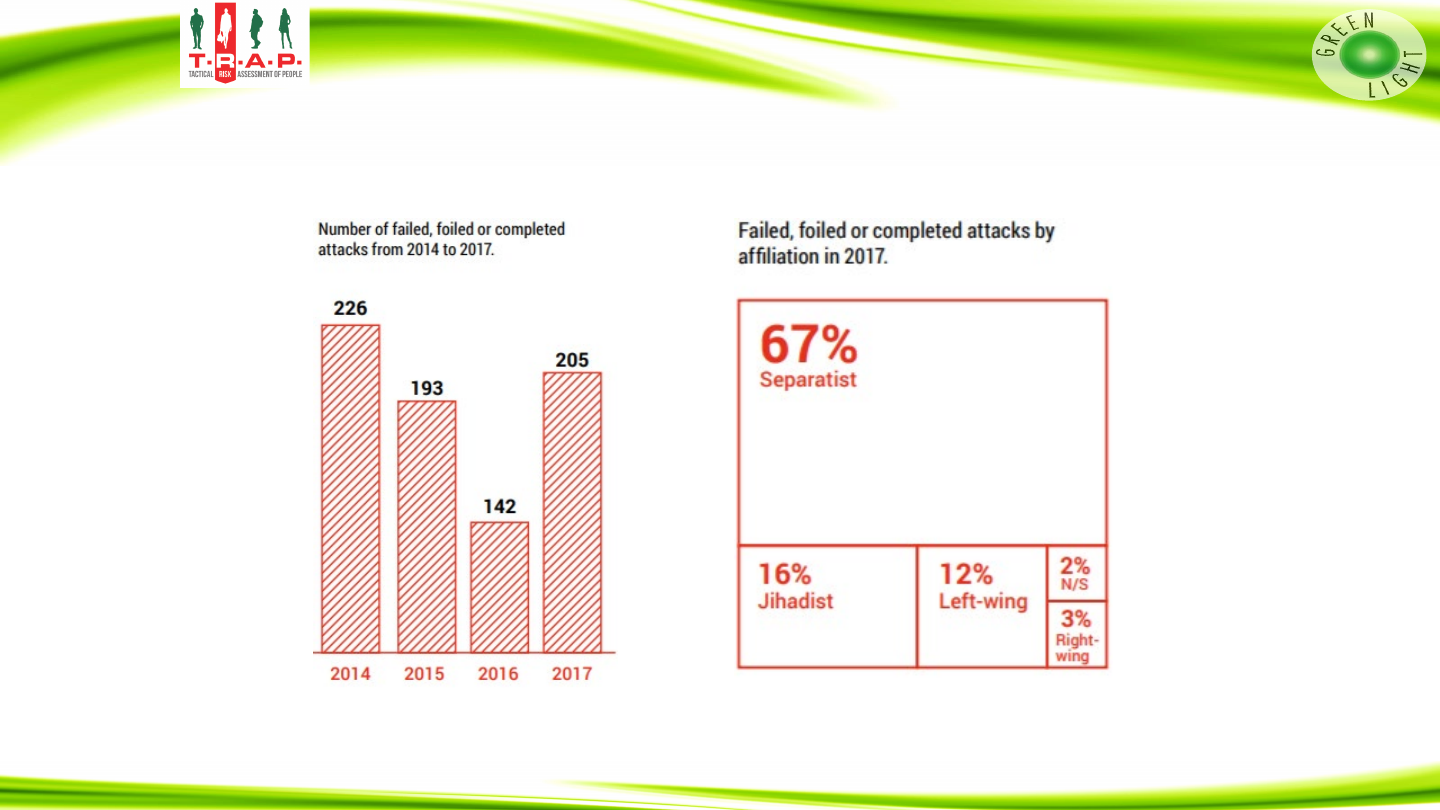 T.R.A.P.
TACTICAL RISK ASSESSMENT OF PEOPLE
GREEN
LIGHT
Number of failed, foiled or completed
attacks from 2014 to 2017.
226
193
142
205
2014 2015 2016 2017
Failed, foiled or completed attacks by
affiliation in 2017.
67%
Separatist
16%
Jihadist
12%
Left-wing
2%
N/S
3%
Right-
wing